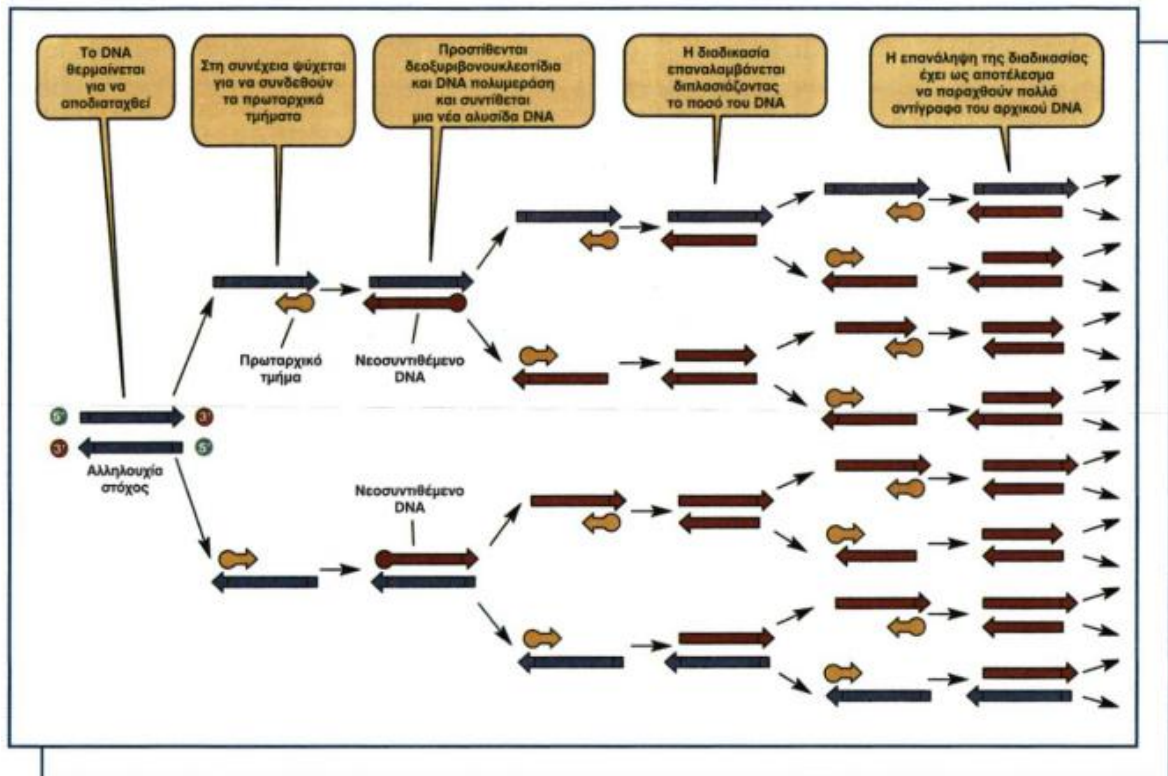 Το DNA
θερμαίνεται
για να
αποδιαταχθεί
Στη συνέχεια ψύχεται
για να συνδεθούν
τα πρωταρχικά
τμήματα
Προστίθενται
δεοξυριβονουκλεοτίδια
και DNA πολυμεράση
και συντίθεται
μια νέα αλυσίδα DNA
Η διαδικασία
επαναλαμβάνεται
διπλασιάζοντας
το ποσό του DNA
Η επανάληψη της διαδικασίας
έχει ως αποτέλεσμα
να παραχθούν πολλά
αντίγραφα του αρχικού DNA
Πρωταρχικό
τμήμα
Νεοσυντιθέμενο
DNA
5' 3'
3' 5'
Αλληλουχία
στόχος
Νεοσυντιθέμενο
DNA